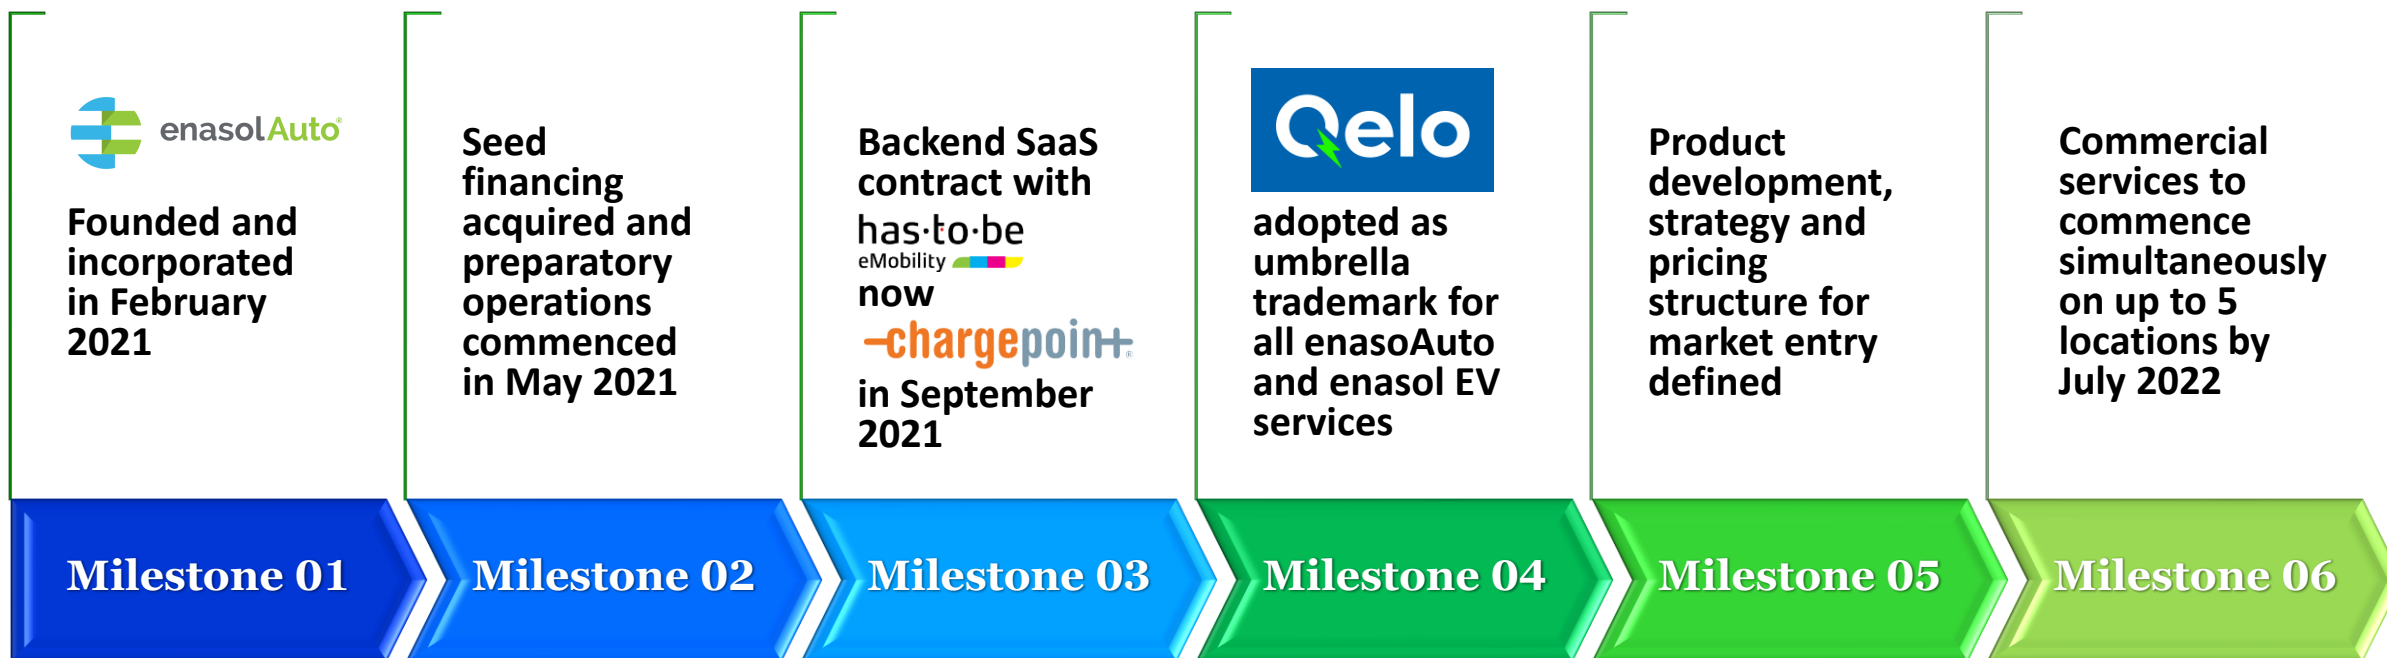 enasolAuto®
Founded and
incorporated
in February
2021
Seed
financing
acquired and
preparatory
operations
commenced
in May 2021
Backend SaaS
contract with
has·to·be
eMobility
now
chargepoint®
in September
2021
Qelo
adopted as
umbrella
trademark for
all enasoAuto
and enasol EV
services
Product
development,
strategy and
pricing
structure for
market entry
defined
Commercial
services to
commence
simultaneously
on up to 5
locations by
July 2022
Milestone 01
Milestone 02
Milestone 03
Milestone 04
Milestone 05
Milestone 06